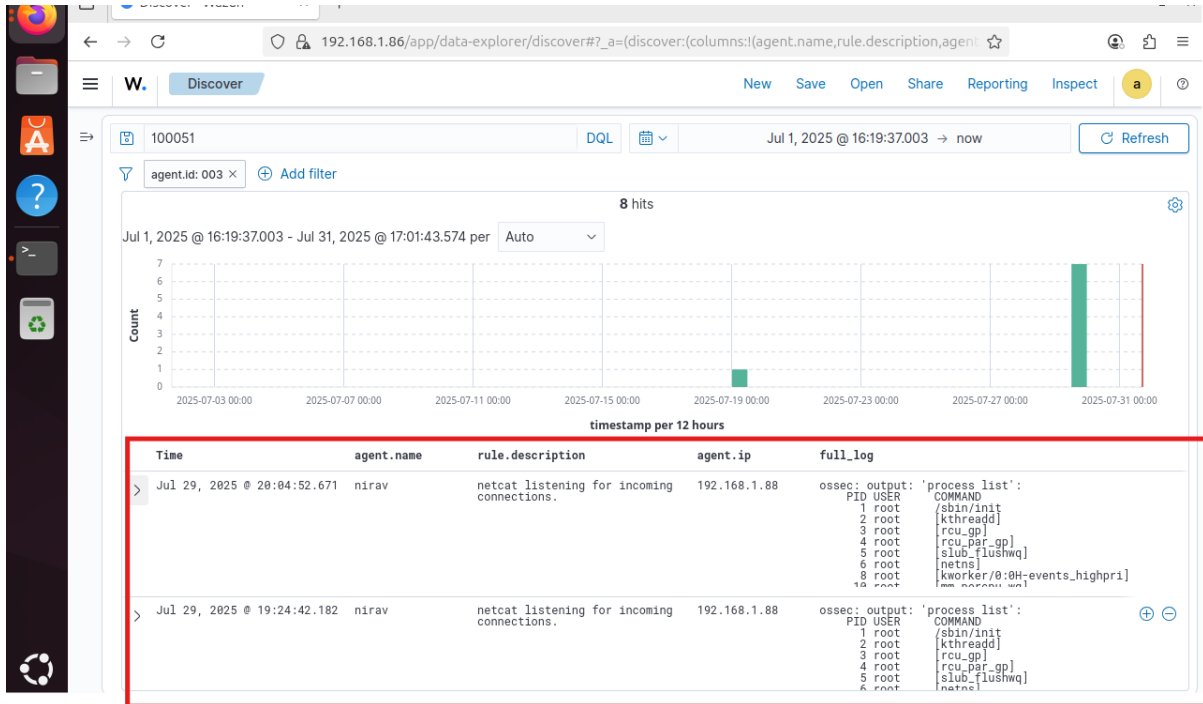 192.168.1.86/app/data-explorer/discover#?_a=(discover:(columns:!(agent.name,rule.description,agent
W. Discover New Save Open Share Reporting Inspect a
100051 DQL Jul 1, 2025 @ 16:19:37.003 → now Refresh
agent.id: 003 × Add filter
8 hits
Jul 1, 2025 @ 16:19:37.003 - Jul 31, 2025 @ 17:01:43.574 per Auto
7
6
5
4
3
2
1
0
Count
2025-07-03 00:00 2025-07-07 00:00 2025-07-11 00:00 2025-07-15 00:00 2025-07-19 00:00 2025-07-23 00:00 2025-07-27 00:00 2025-07-31 00:00
timestamp per 12 hours
Time agent.name rule.description agent.ip full_log
Jul 29, 2025 @ 20:04:52.671 nirav netcat listening for incoming connections. 192.168.1.88 ossec: output: 'process list':
PID USER COMMAND
1 root /sbin/init
2 root [kthreadd]
3 root [rcu_gp]
4 root [rcu_par_gp]
5 root [slub_flushwq]
6 root [netns]
8 root [kworker/0:0H-events_highpri]
10 root [mm_percpu_wq]
Jul 29, 2025 @ 19:24:42.182 nirav netcat listening for incoming connections. 192.168.1.88 ossec: output: 'process list':
PID USER COMMAND
1 root /sbin/init
2 root [kthreadd]
3 root [rcu_gp]
4 root [rcu_par_gp]
5 root [slub_flushwq]
6 root [netns]